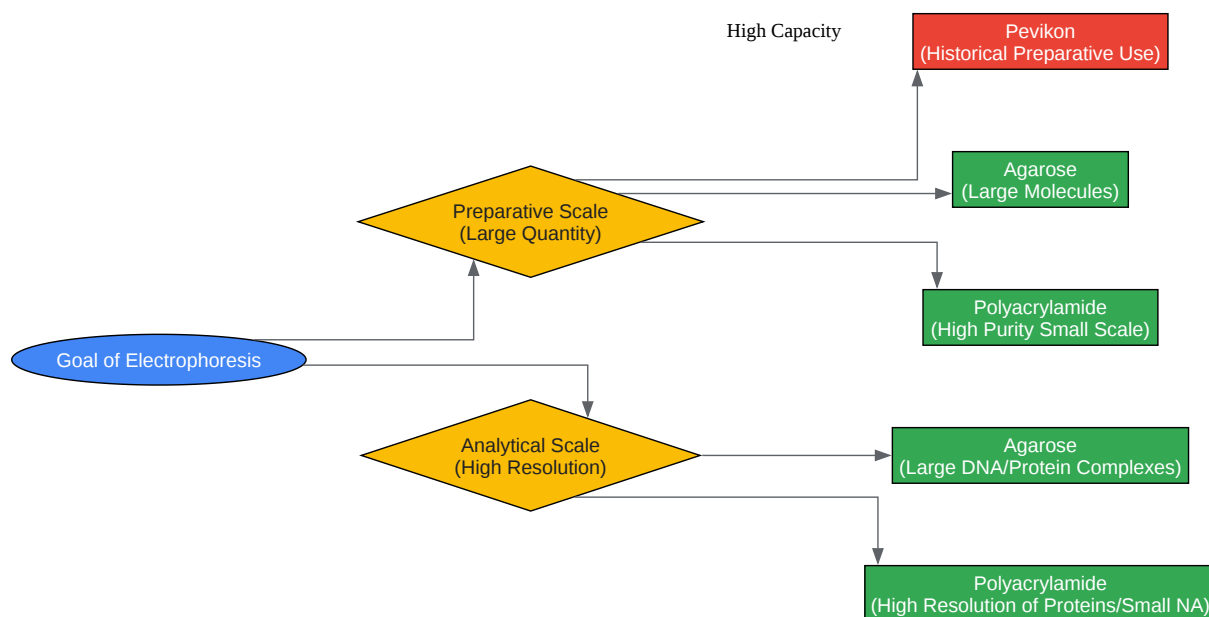 High Capacity
Pevikon
(Historical Preparative Use)
Agarose
(Large Molecules)
Preparative Scale
(Large Quantity)
Polyacrylamide
(High Purity Small Scale)
Goal of Electrophoresis
Analytical Scale
(High Resolution)
Agarose
(Large DNA/Protein Complexes)
Polyacrylamide
(High Resolution of Proteins/Small NA)